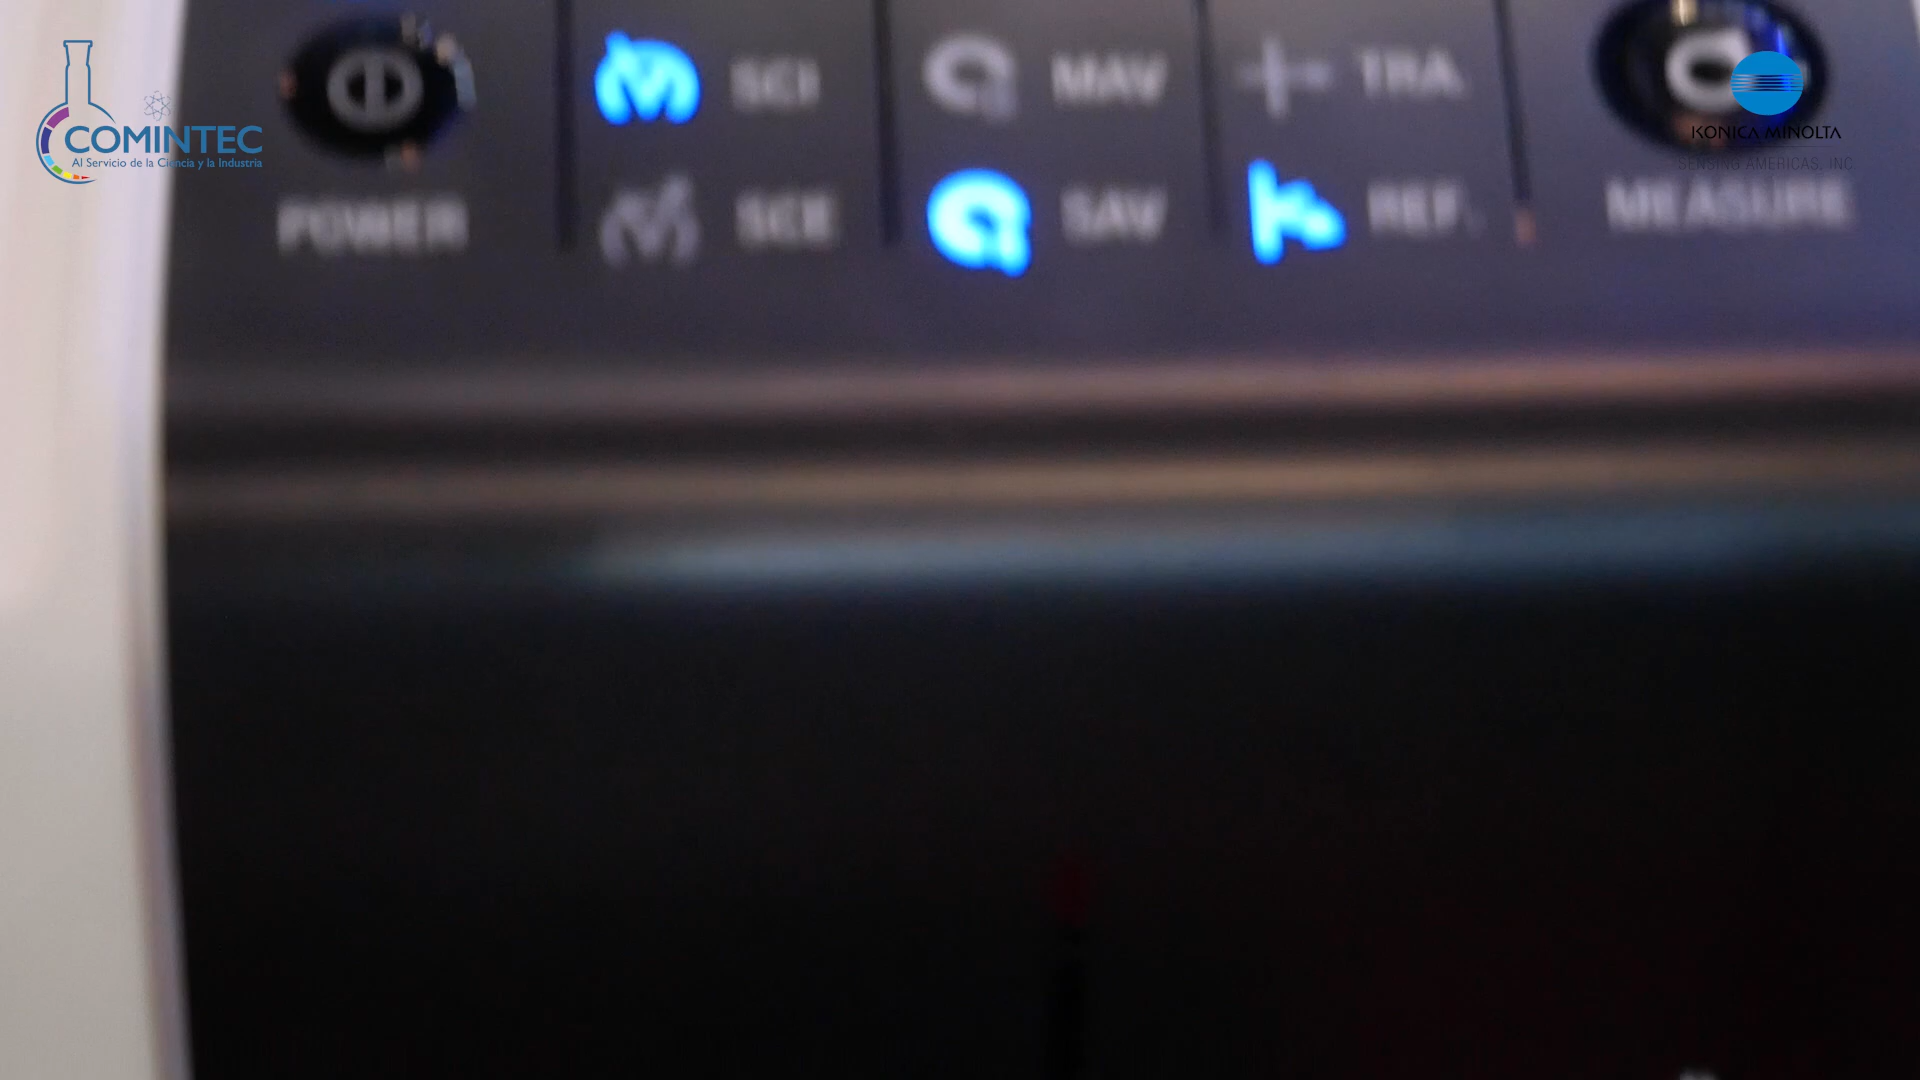 COMINTEC
Al Servicio de la Ciencia y la Industria
KONICA MINOLTA
SENSING AMERICAS, INC
SCI
MAV
TRA.
POWER
SCE
SAV
REF.
MEASURE